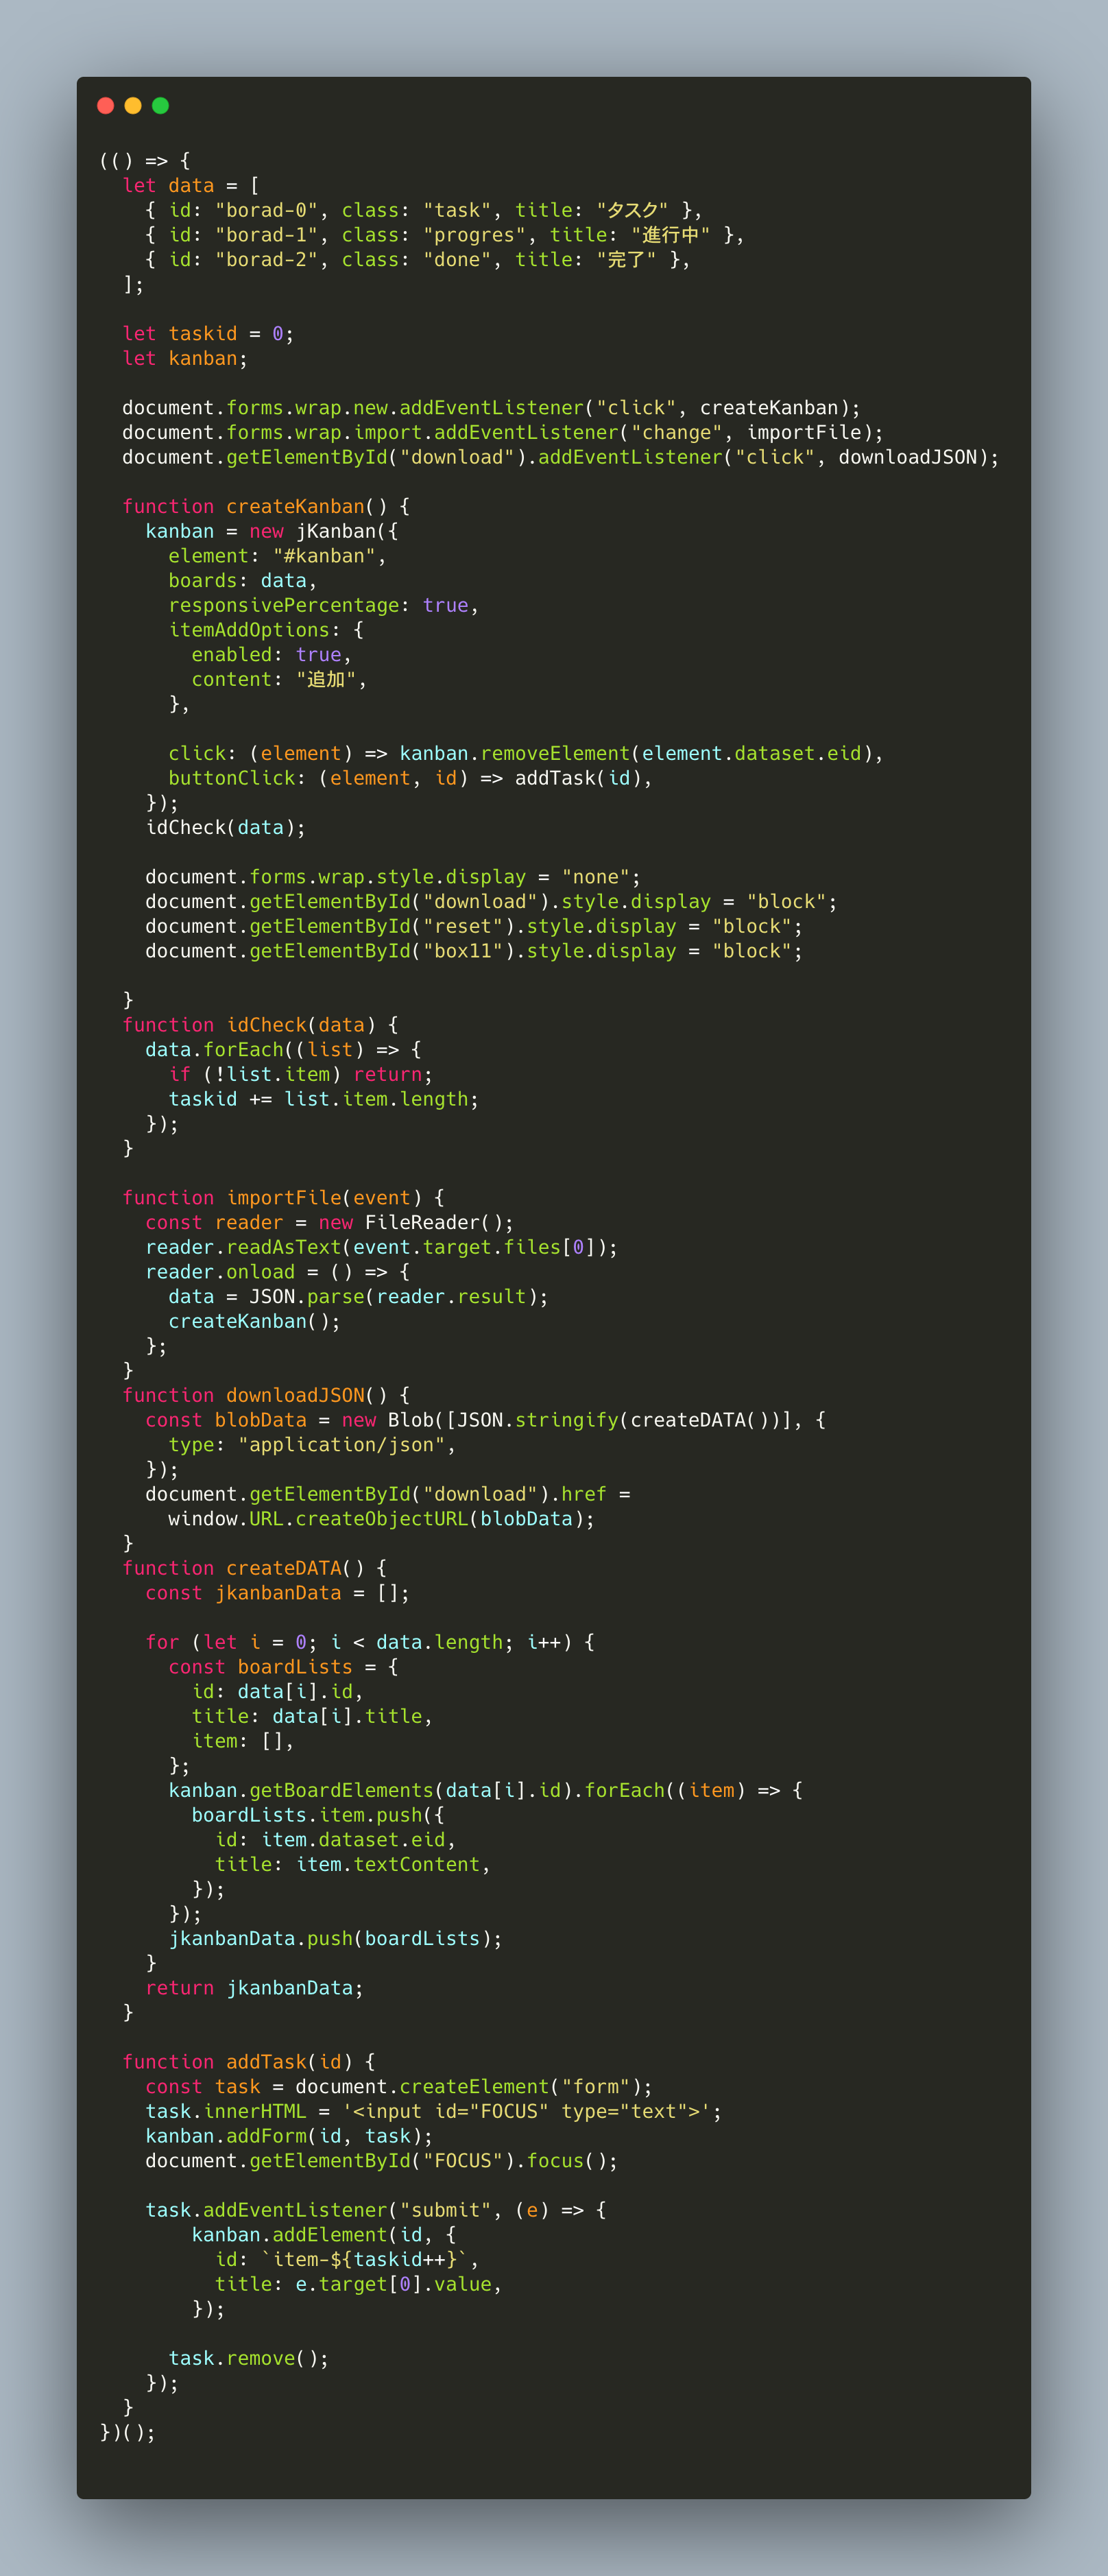 (() => {
  let data = [
    { id: "borad-0", class: "task", title: "タスク" },
    { id: "borad-1", class: "progres", title: "進行中" },
    { id: "borad-2", class: "done", title: "完了" },
  ];

  let taskid = 0;
  let kanban;

  document.forms.wrap.new.addEventListener("click", createKanban);
  document.forms.wrap.import.addEventListener("change", importFile);
  document.getElementById("download").addEventListener("click", downloadJSON);

  function createKanban() {
    kanban = new jKanban({
      element: "#kanban",
      boards: data,
      responsivePercentage: true,
      itemAddOptions: {
        enabled: true,
        content: "追加",
      },

      click: (element) => kanban.removeElement(element.dataset.eid),
      buttonClick: (element, id) => addTask(id),
    });
    idCheck(data);

    document.forms.wrap.style.display = "none";
    document.getElementById("download").style.display = "block";
    document.getElementById("reset").style.display = "block";
    document.getElementById("box11").style.display = "block";

  }
  function idCheck(data) {
    data.forEach((list) => {
      if (!list.item) return;
      taskid += list.item.length;
    });
  }

  function importFile(event) {
    const reader = new FileReader();
    reader.readAsText(event.target.files[0]);
    reader.onload = () => {
      data = JSON.parse(reader.result);
      createKanban();
    };
  }
  function downloadJSON() {
    const blobData = new Blob([JSON.stringify(createDATA())], {
      type: "application/json",
    });
    document.getElementById("download").href =
      window.URL.createObjectURL(blobData);
  }
  function createDATA() {
    const jkanbanData = [];

    for (let i = 0; i < data.length; i++) {
      const boardLists = {
        id: data[i].id,
        title: data[i].title,
        item: [],
      };
      kanban.getBoardElements(data[i].id).forEach((item) => {
        boardLists.item.push({
          id: item.dataset.eid,
          title: item.textContent,
        });
      });
      jkanbanData.push(boardLists);
    }
    return jkanbanData;
  }

  function addTask(id) {
    const task = document.createElement("form");
    task.innerHTML = '<input id="FOCUS" type="text">';
    kanban.addForm(id, task);
    document.getElementById("FOCUS").focus();

    task.addEventListener("submit", (e) => {
        kanban.addElement(id, {
          id: `item-${taskid++}`,
          title: e.target[0].value,
        });

      task.remove();
    });
  }
})();